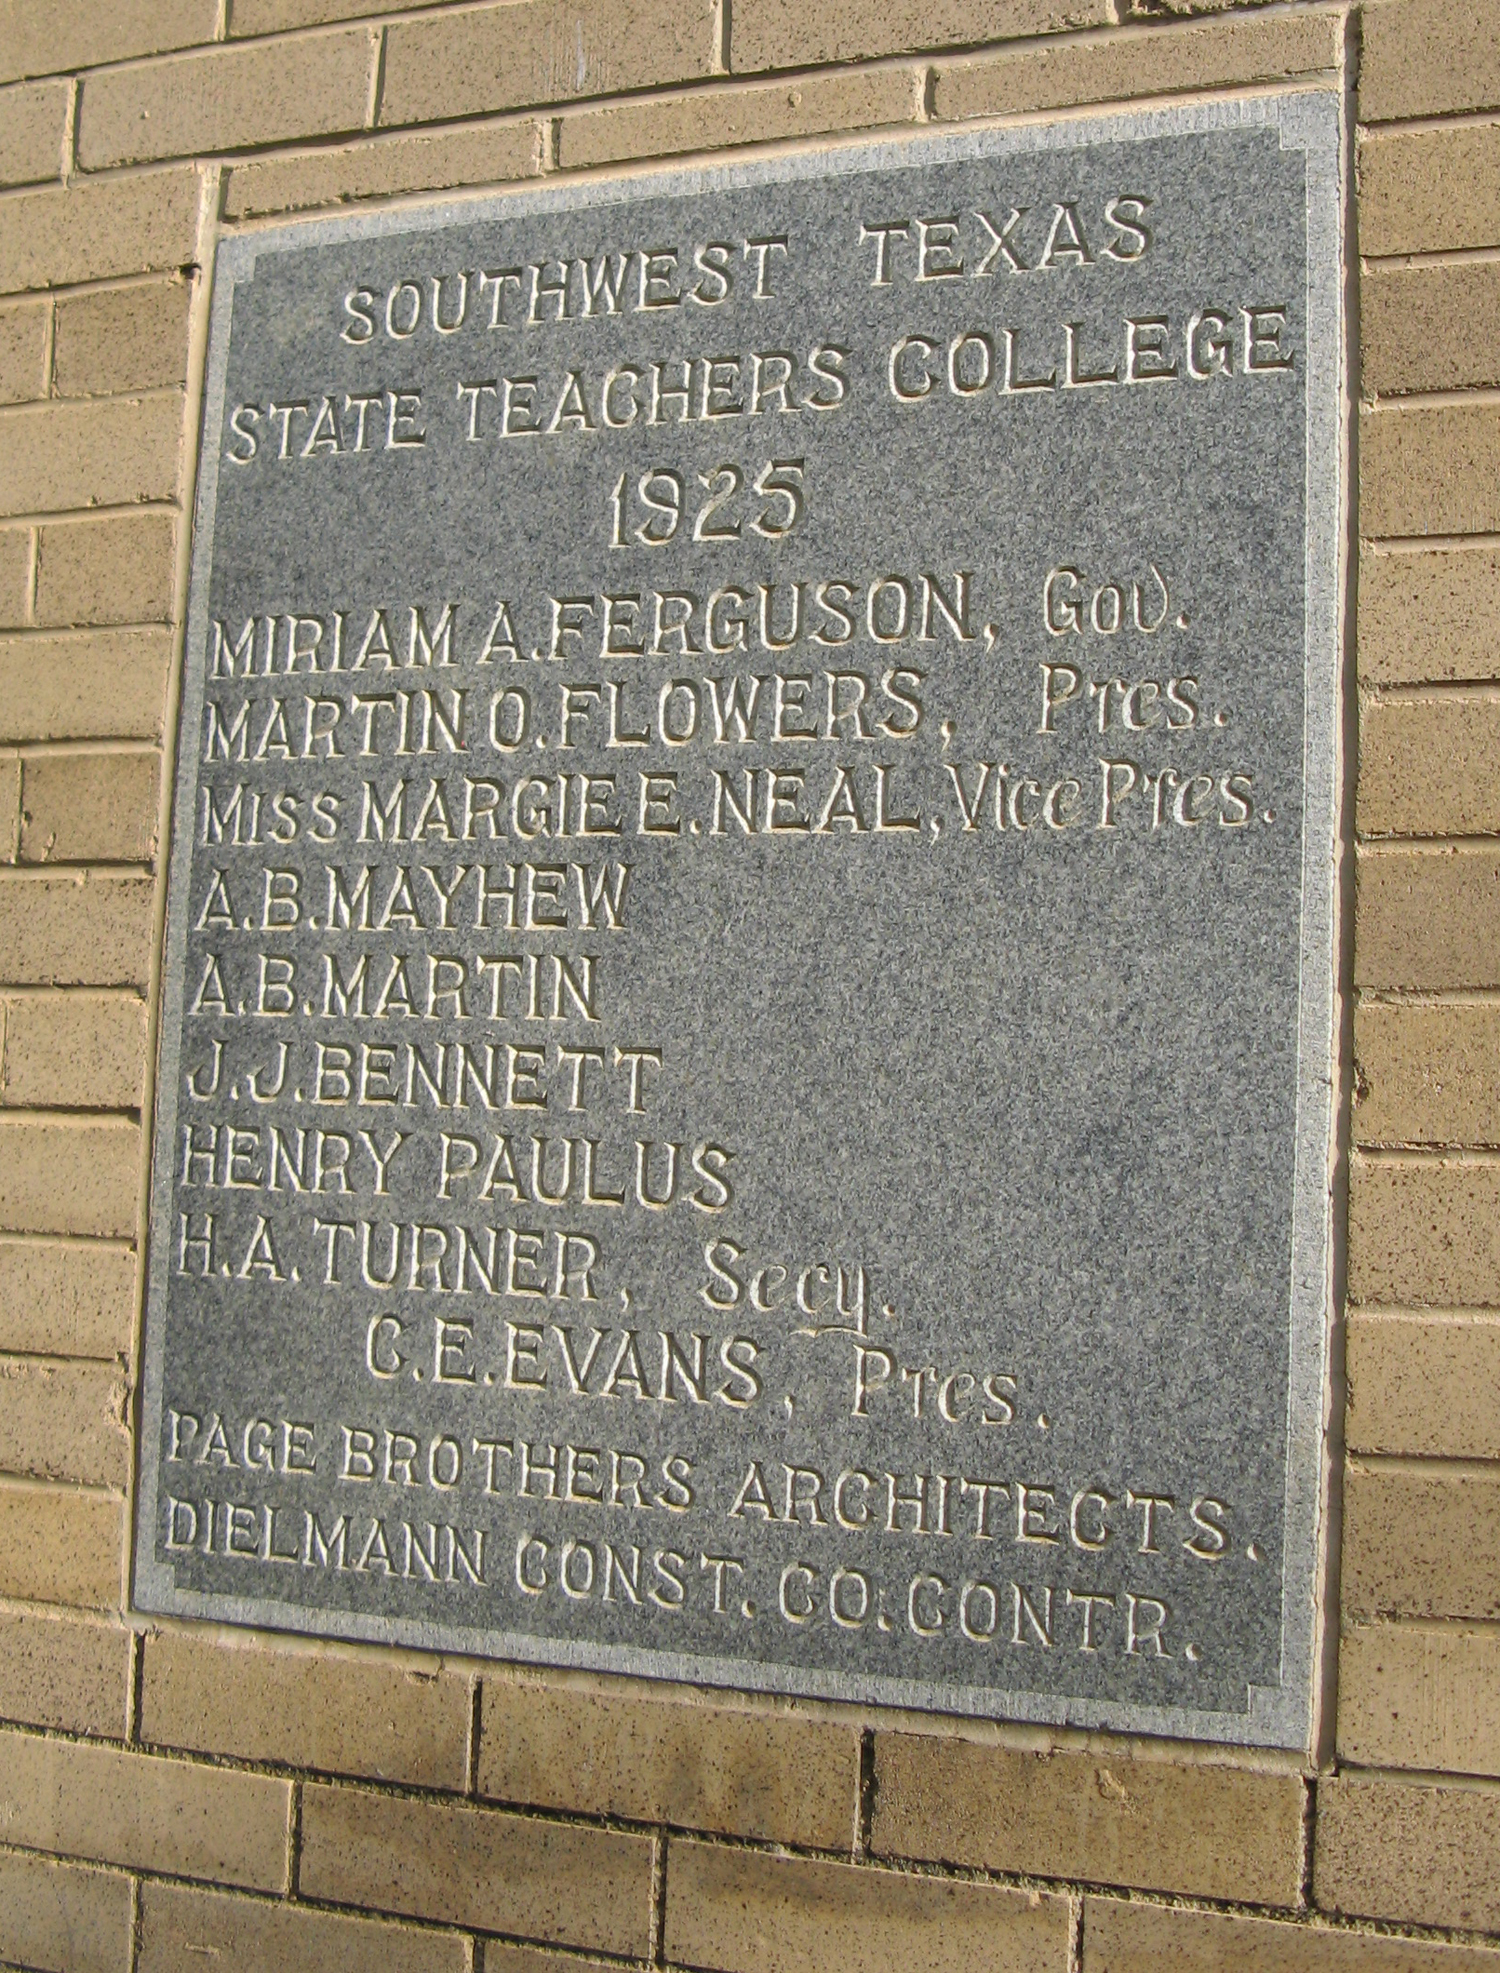 SOUTHWEST TEXAS
STATE TEACHERS COLLEGE
1925
MIRIAM A. FERGUSON, Gov.
MARTIN O. FLOWERS, Pres.
MISS MARGIE E. NEAL, Vice Pres.
A. B. MAYHEW
A. B. MARTIN
J. J. BENNETT
HENRY PAULUS
H. A. TURNER, Secy.
C. E. EVANS, Pres.
PAGE BROTHERS ARCHITECTS.
DIELMANN CONST. CO. CONTR.